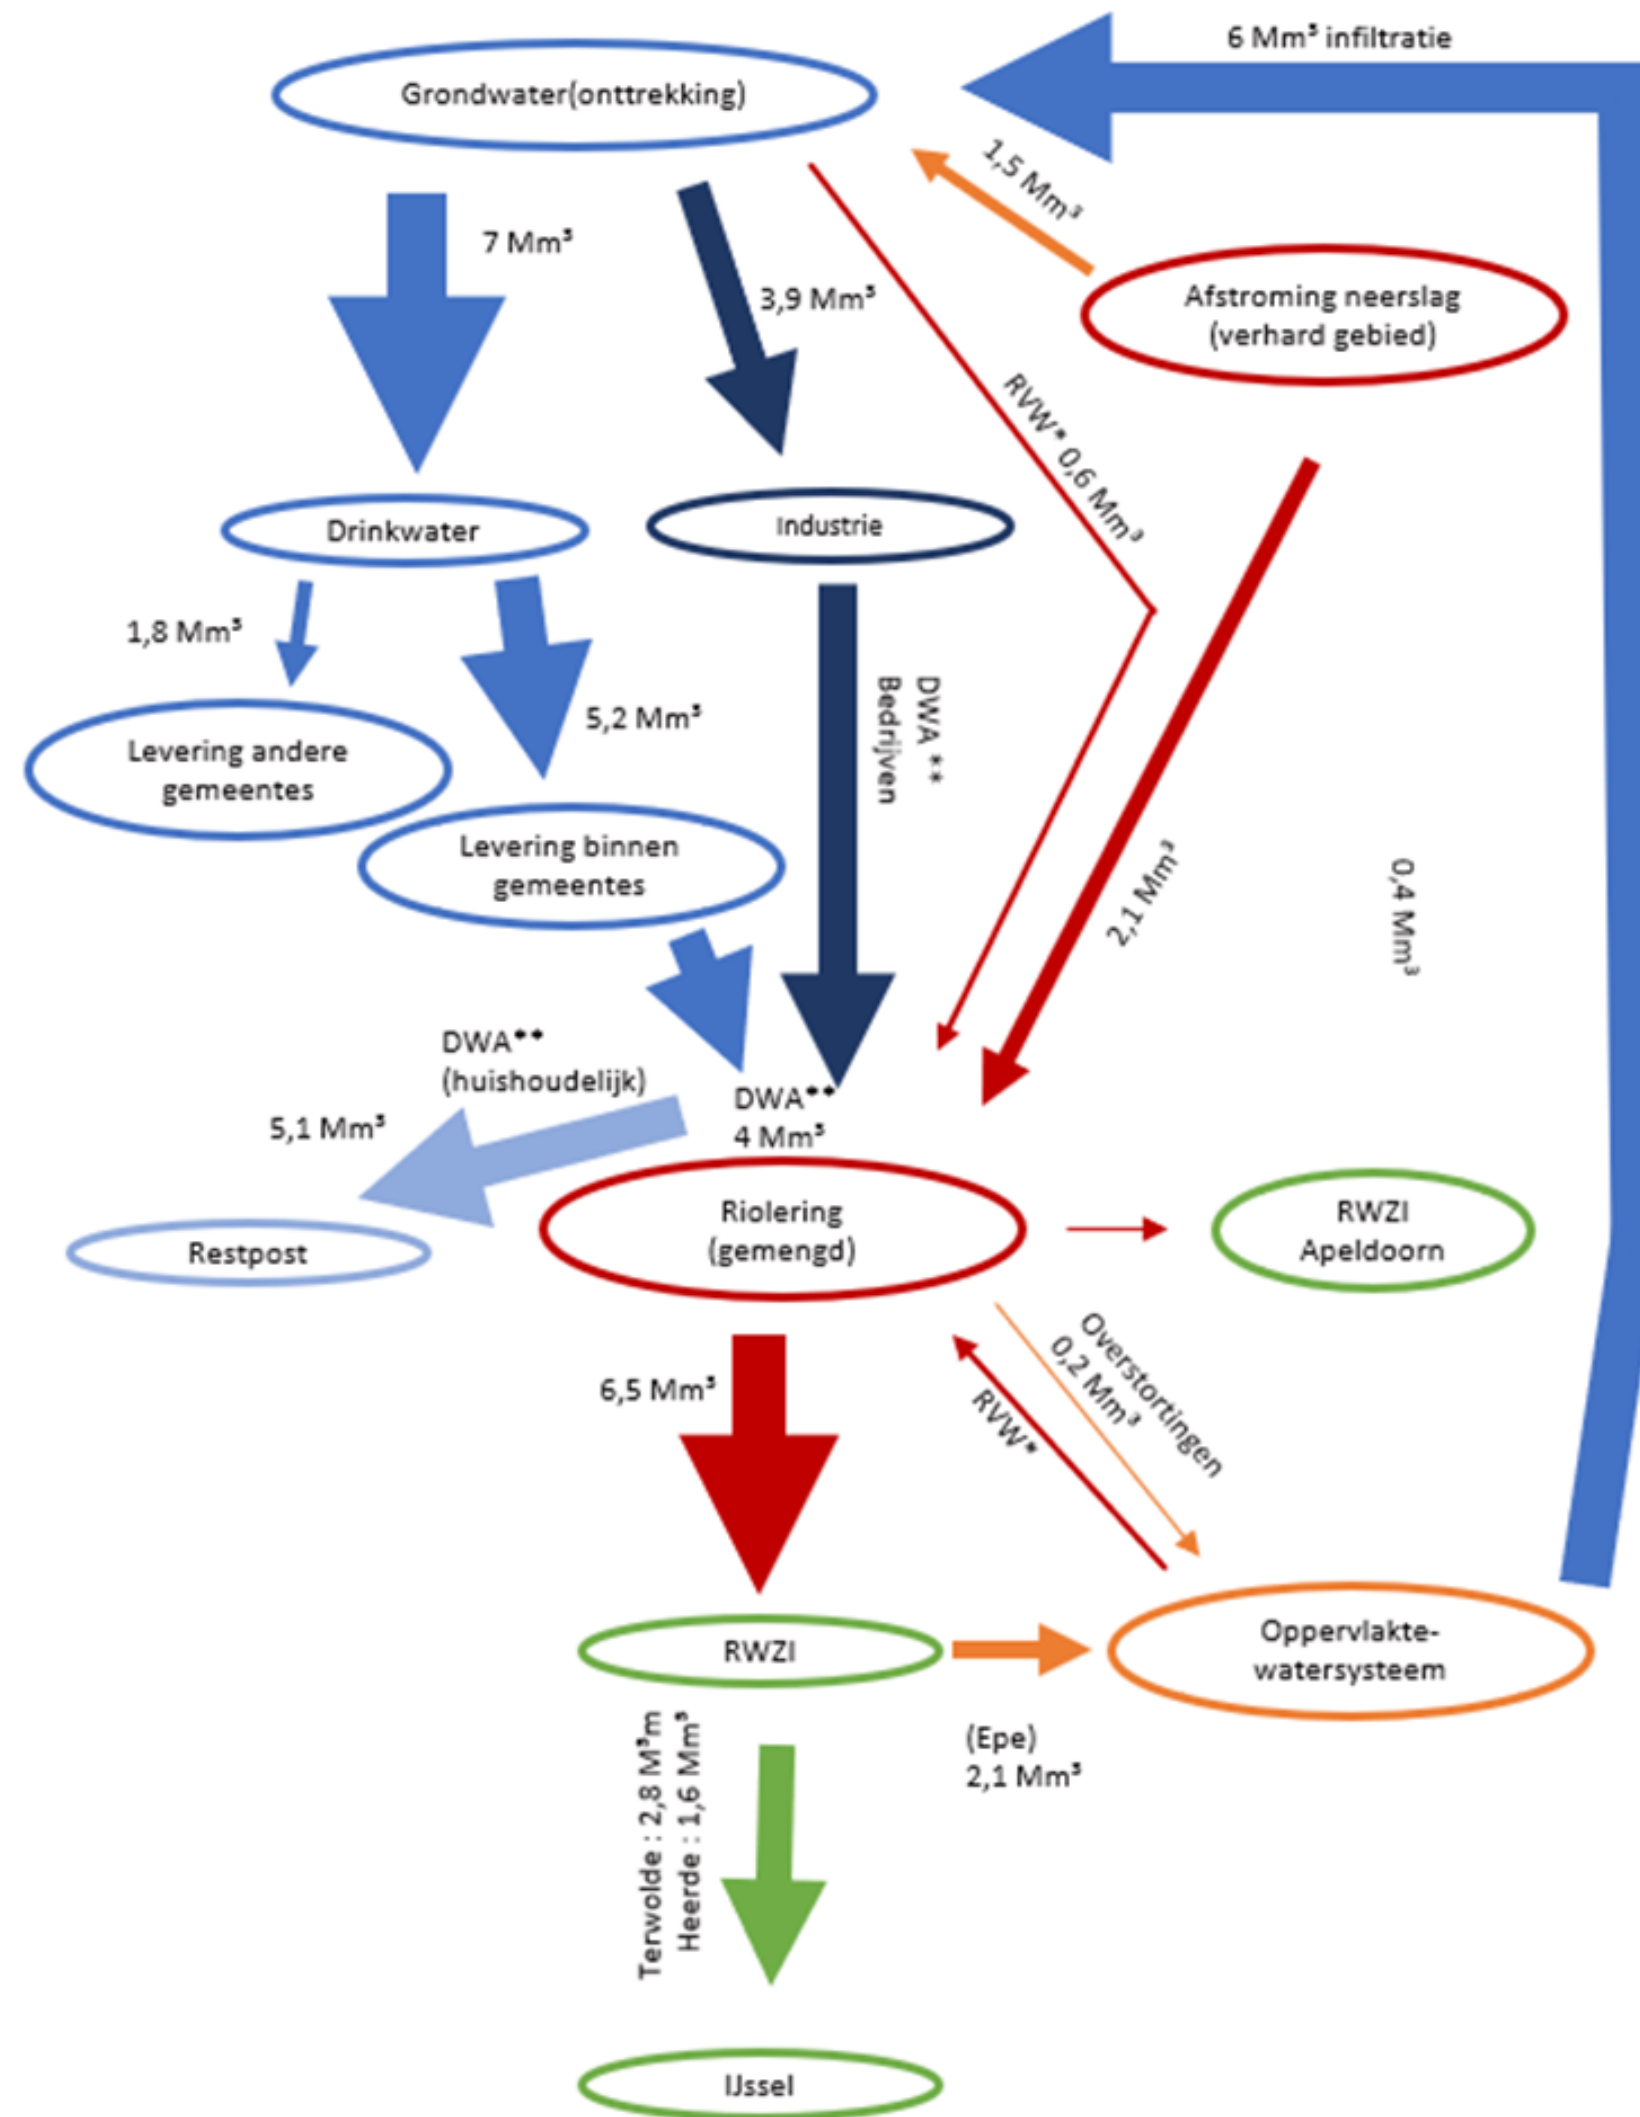 6 Mm³ infiltratie
Grondwater(onttrekking)
1,5 Mm³
7 Mm³
3,9 Mm³
Afstroming neerslag
(verhard gebied)
RVW* 0,6 Mm³
Drinkwater
Industrie
1,8 Mm³
5,2 Mm³
DWA **
Bedrijven
Levering andere
gemeentes
Levering binnen
gemeentes
2,1 Mm³
0,4 Mm³
DWA**
(huishoudelijk)
5,1 Mm³
DWA**
4 Mm³
Restpost
Riolering
(gemengd)
RWZI
Apeldoorn
6,5 Mm³
Overstortingen
0,2 Mm³
RVW*
RWZI
Oppervlakte-
watersysteem
(Epe)
2,1 Mm³
Terwolde : 2,8 M³m
Heerde : 1,6 Mm³
IJssel